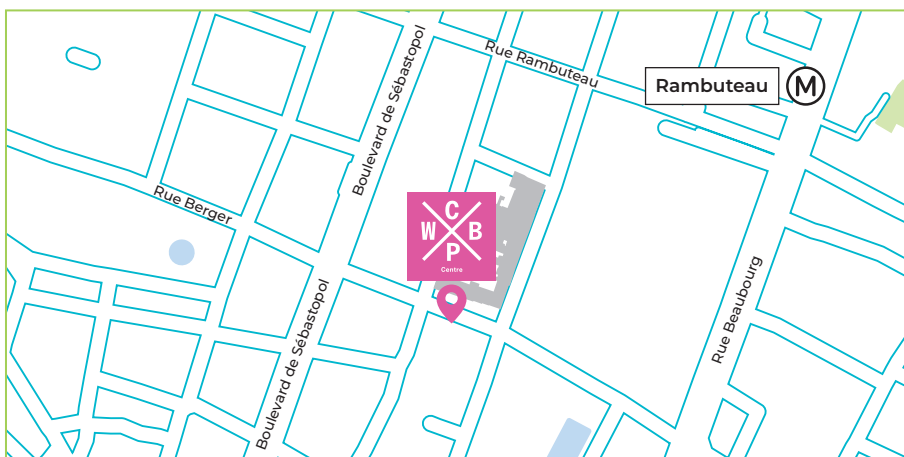 Boulevard de Sébastopol
Rue Rambuteau
Rambuteau M
Rue Berger
C
W B
P
Centre
Boulevard de Sébastopol
Rue Beaubourg